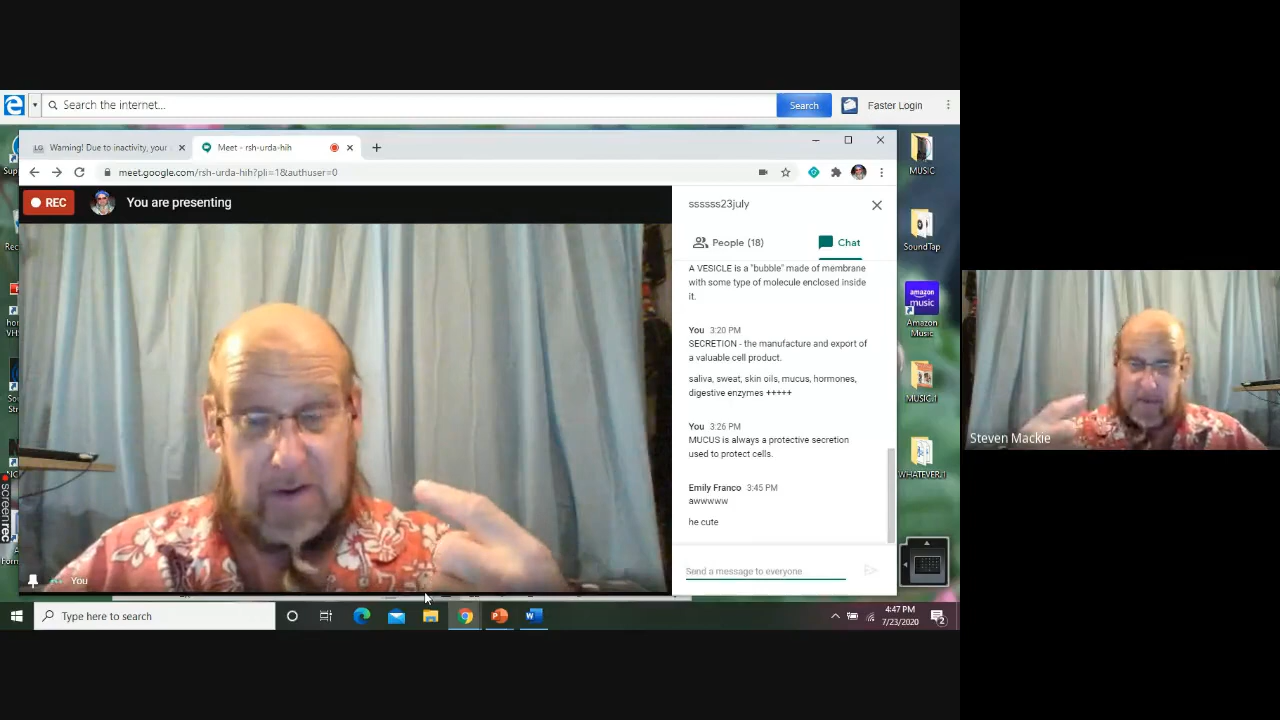 Search the internet...
Search
Faster Login
Warning! Due to inactivity, your
Meet - rsh-urda-hih
meet.google.com/rsh-urda-hih?pli=1&authuser=0
REC
You are presenting
ssssss23july
People (18)
Chat
A VESICLE is a "bubble" made of membrane
with some type of molecule enclosed inside
it.
You 3:20 PM
SECRETION - the manufacture and export of
a valuable cell product.
saliva, sweat, skin oils, mucus, hormones,
digestive enzymes +++++
You 3:26 PM
MUCUS is always a protective secretion
used to protect cells.
Emily Franco 3:45 PM
awwwww
he cute
Send a message to everyone
You
MUSIC
SoundTap
amazon
music
Amazon
Music
MUSIC.1
WHATEVER.1
screenrec
Type here to search
4:47 PM
7/23/2020
2
Steven Mackie